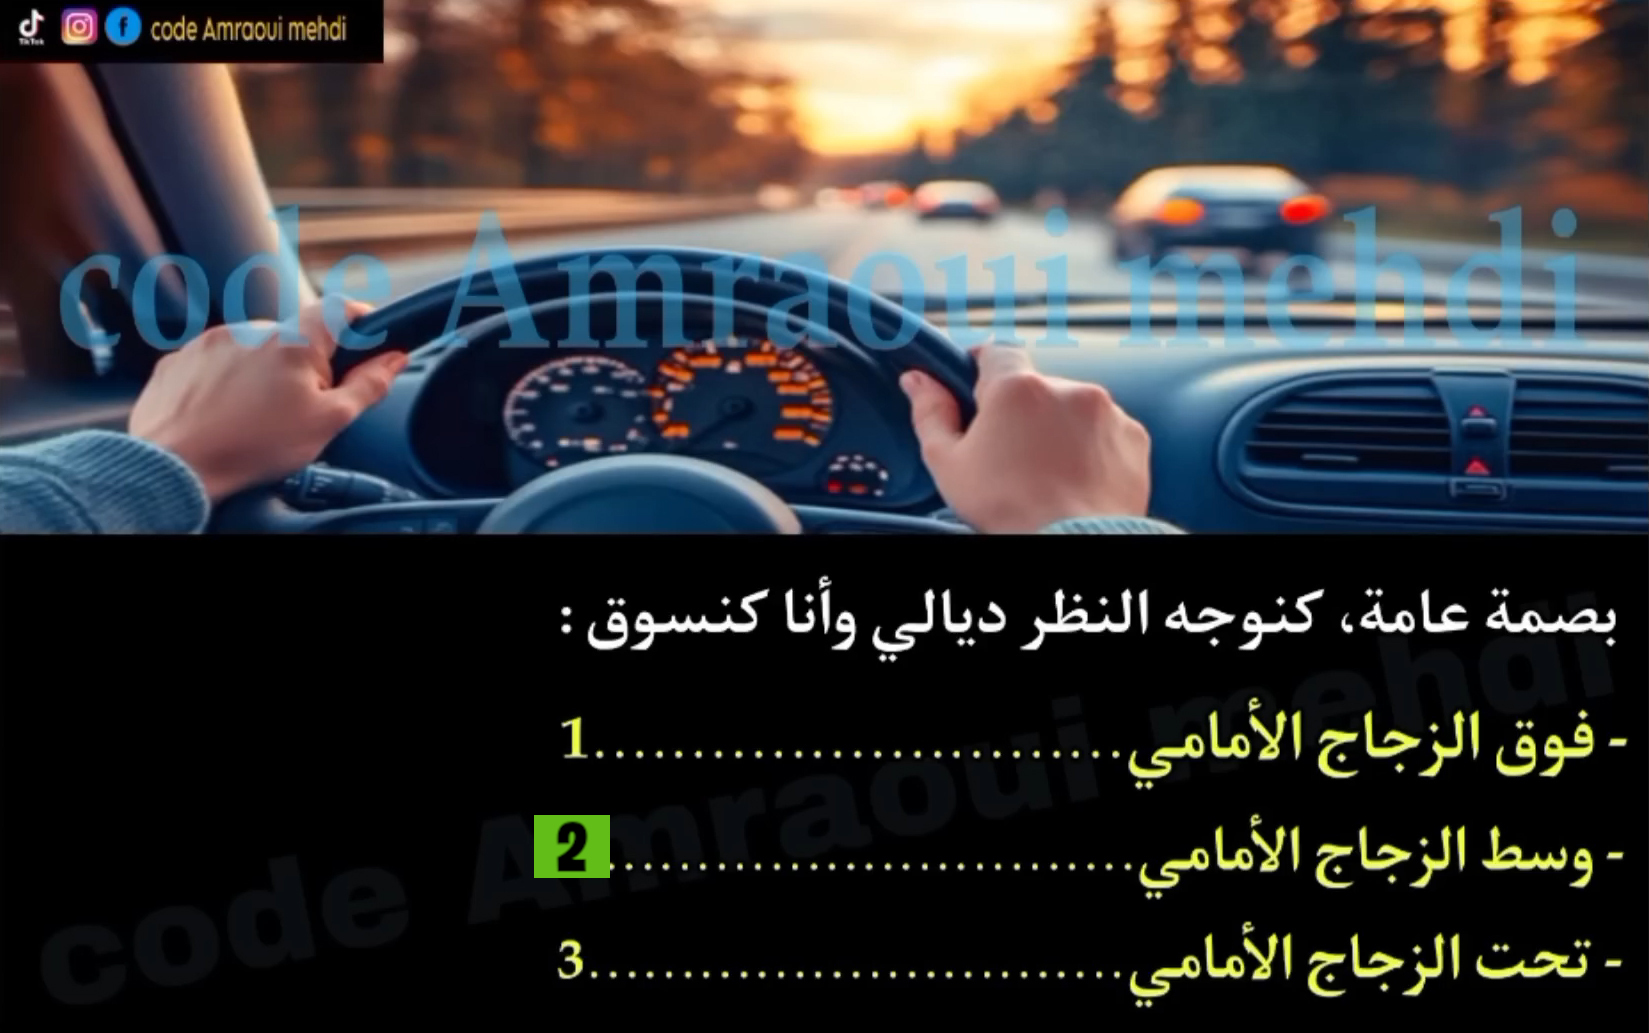 TikTok
code Amraoui mehdi
code Amraoui mehdi
بصمة عامة، كنوجه النظر ديالي وأنا كنسوق :
- فوق الزجاج الأمامي...........................1
- وسط الزجاج الأمامي...........................2
- تحت الزجاج الأمامي...........................3
code Amraoui mehdi